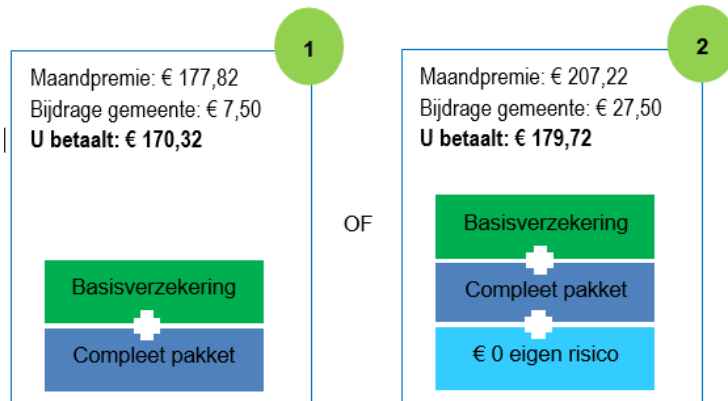 1
Maandpremie: € 177,82
Bijdrage gemeente: € 7,50
U betaalt: € 170,32
Basisverzekering
Compleet pakket
OF
2
Maandpremie: € 207,22
Bijdrage gemeente: € 27,50
U betaalt: € 179,72
Basisverzekering
Compleet pakket
€ 0 eigen risico